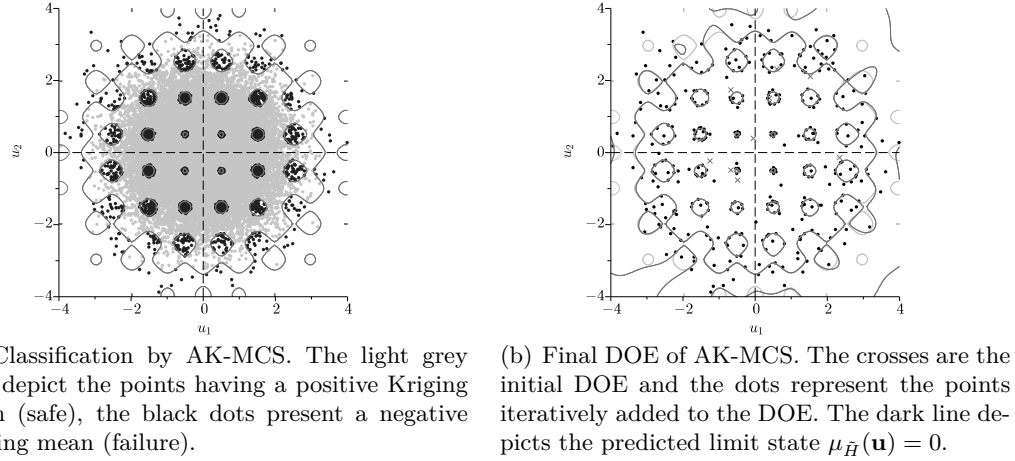 4
2
0
−2
−4
−4
−2
0
2
4
u2
u1
4
2
0
−2
−4
−4
−2
0
2
4
u2
u1
Classification by AK-MCS. The light grey
depict the points having a positive Kriging
(safe), the black dots present a negative
ing mean (failure).
(b) Final DOE of AK-MCS. The crosses are the
initial DOE and the dots represent the points
iteratively added to the DOE. The dark line de-
picts the predicted limit state μ_H̃(u) = 0.